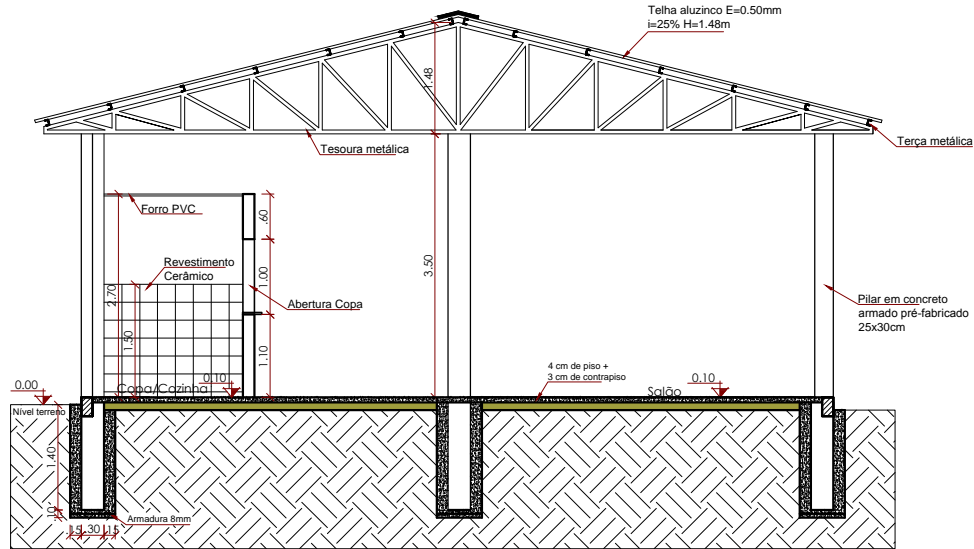 Telha aluzinco E=0.50mm
i=25% H=1.48m
1.48
Tesoura metálica
Terça metálica
Forro PVC
.60
Revestimento
Cerâmico
2.70
1.50
1.00
3.50
Abertura Copa
Pilar em concreto
armado pré-fabricado
25x30cm
1.10
4 cm de piso +
3 cm de contrapiso
0.00
Copa/Cozinha
0.10
Salão
0.10
Nível terreno
1.40
.10
Armadura 8mm
.15
.30
.15